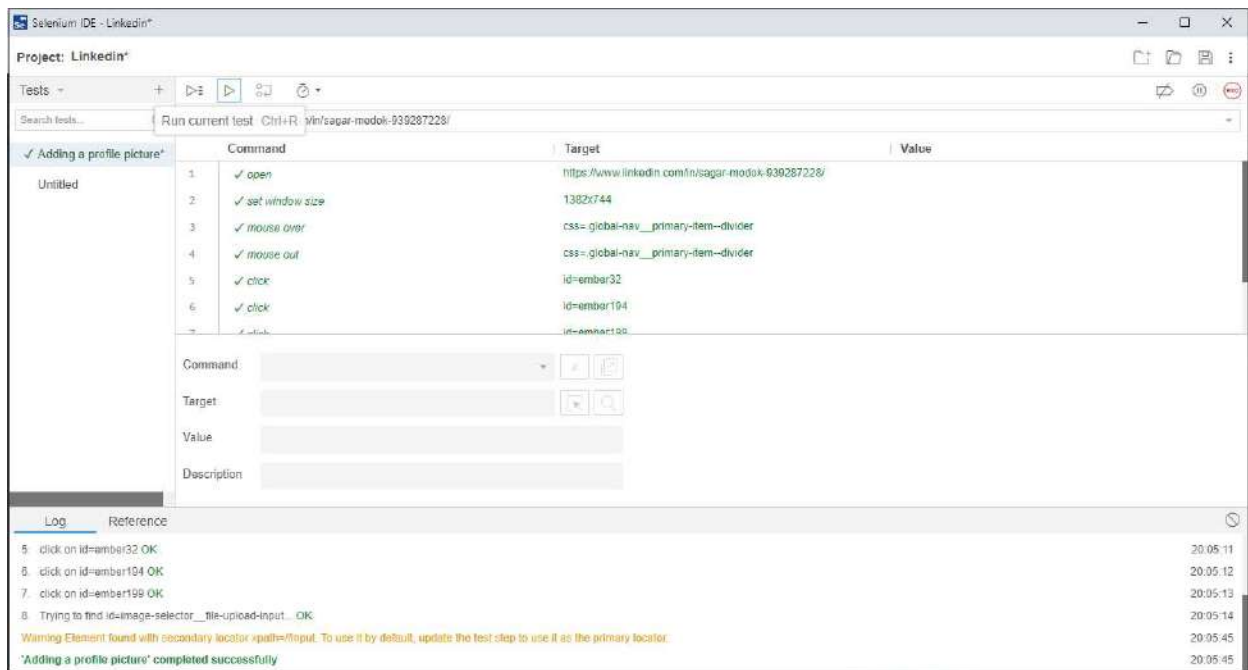 Selenium IDE - Linkedin*
Project: Linkedin*
Tests
Search tests...
Run current test Ctrl+R
/in/sagar-modok-939287228/
✓ Adding a profile picture*
Untitled
Command Target Value
1 ✓ open https://www.linkedin.com/in/sagar-modok-939287228/
2 ✓ set window size 1382x744
3 ✓ mouse over css=.global-nav__primary-item--divider
4 ✓ mouse out css=.global-nav__primary-item--divider
5 ✓ click id=ember32
6 ✓ click id=ember194
7 ✓ click id=ember199
Command
Target
Value
Description
Log Reference
5. click on id=ember32 OK 20:05:11
6. click on id=ember194 OK 20:05:12
7. click on id=ember199 OK 20:05:13
8. Trying to find id=image-selector__file-upload-input... OK 20:05:14
Warning Element found with secondary locator xpath=//input. To use it by default, update the test step to use it as the primary locator. 20:05:45
'Adding a profile picture' completed successfully 20:05:45